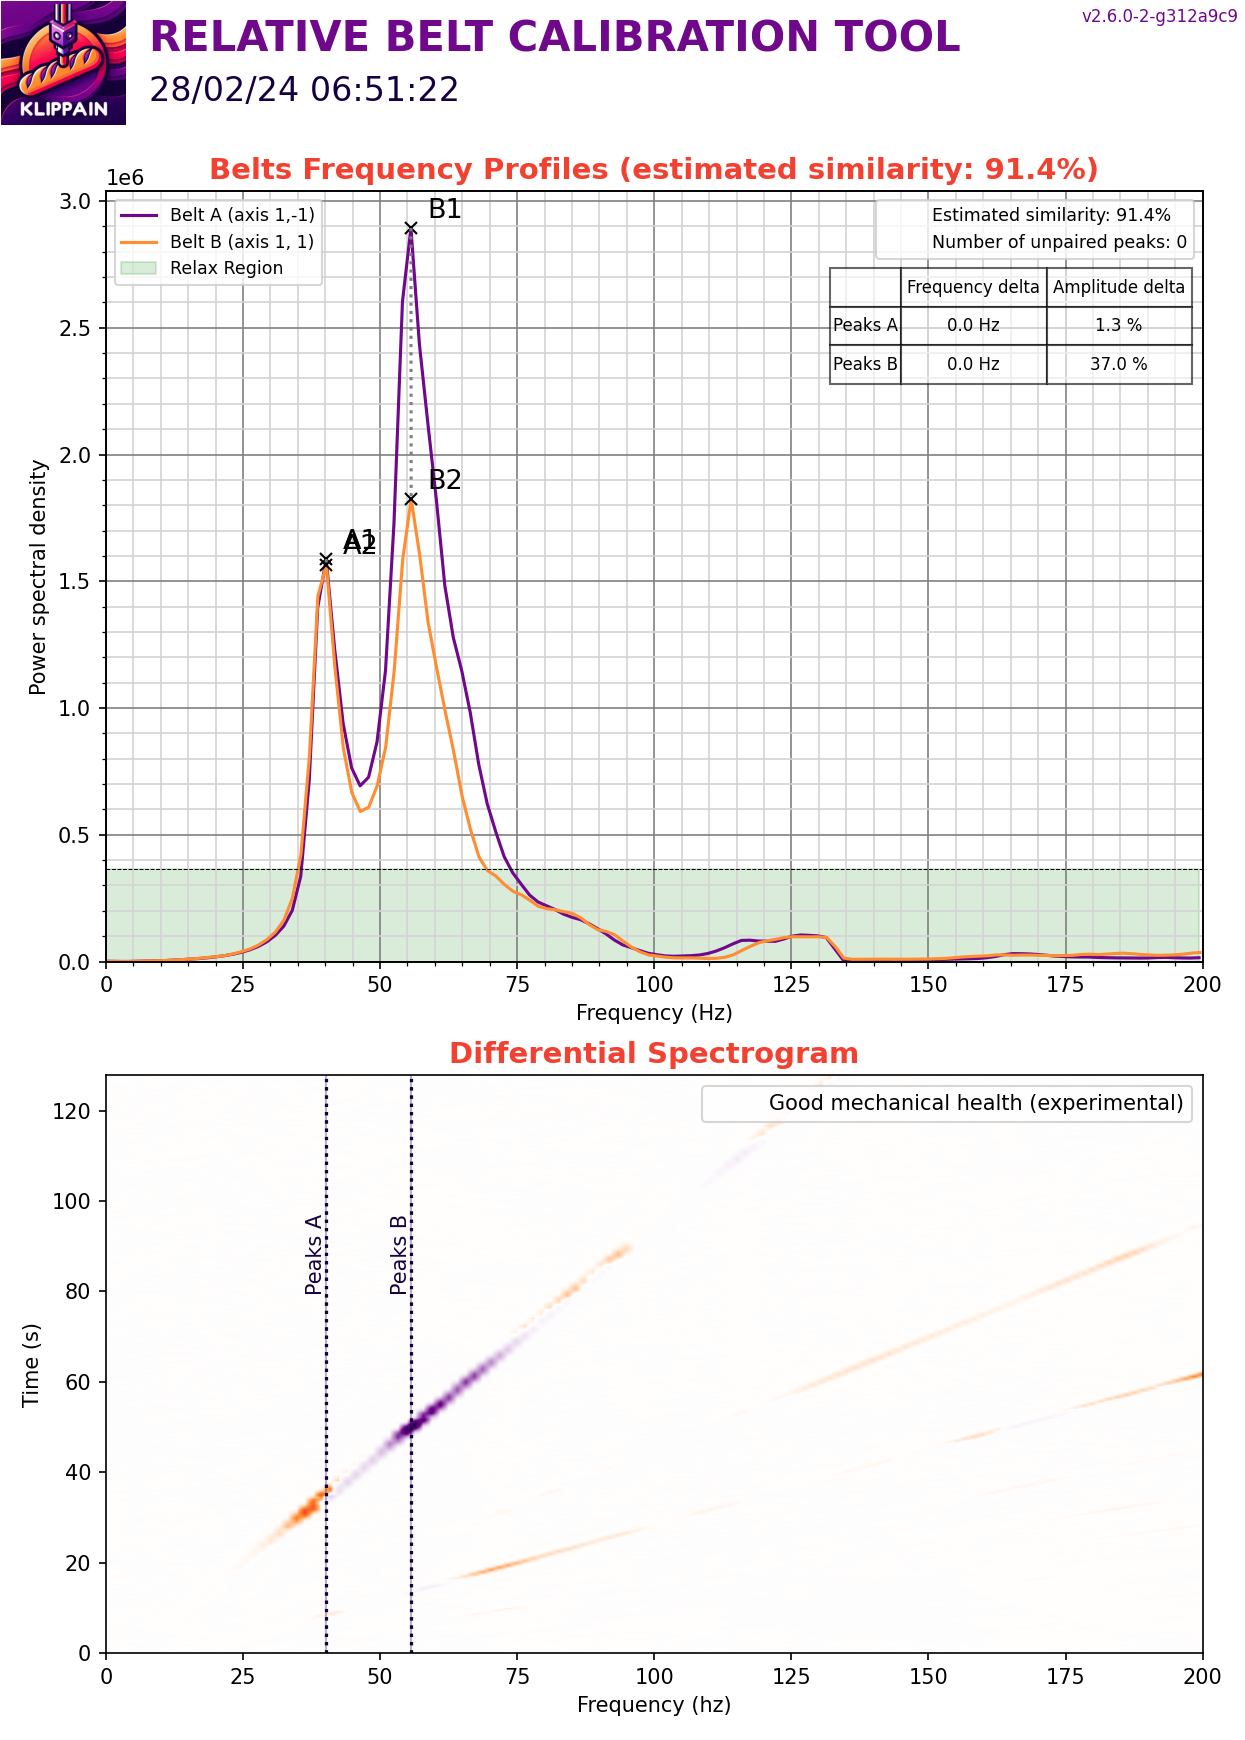 KLIPPAIN
RELATIVE BELT CALIBRATION TOOL
28/02/24 06:51:22
v2.6.0-2-g312a9c9
Belts Frequency Profiles (estimated similarity: 91.4%)
1e6
Belt A (axis 1,-1)
Belt B (axis 1, 1)
Relax Region
Estimated similarity: 91.4%
Number of unpaired peaks: 0
Frequency delta Amplitude delta
Peaks A 0.0 Hz 1.3 %
Peaks B 0.0 Hz 37.0 %
B1
B2
A1
A2
Power spectral density
3.0
2.5
2.0
1.5
1.0
0.5
0.0
0 25 50 75 100 125 150 175 200
Frequency (Hz)
Differential Spectrogram
Good mechanical health (experimental)
Peaks A
Peaks B
Time (s)
120
100
80
60
40
20
0
0 25 50 75 100 125 150 175 200
Frequency (hz)